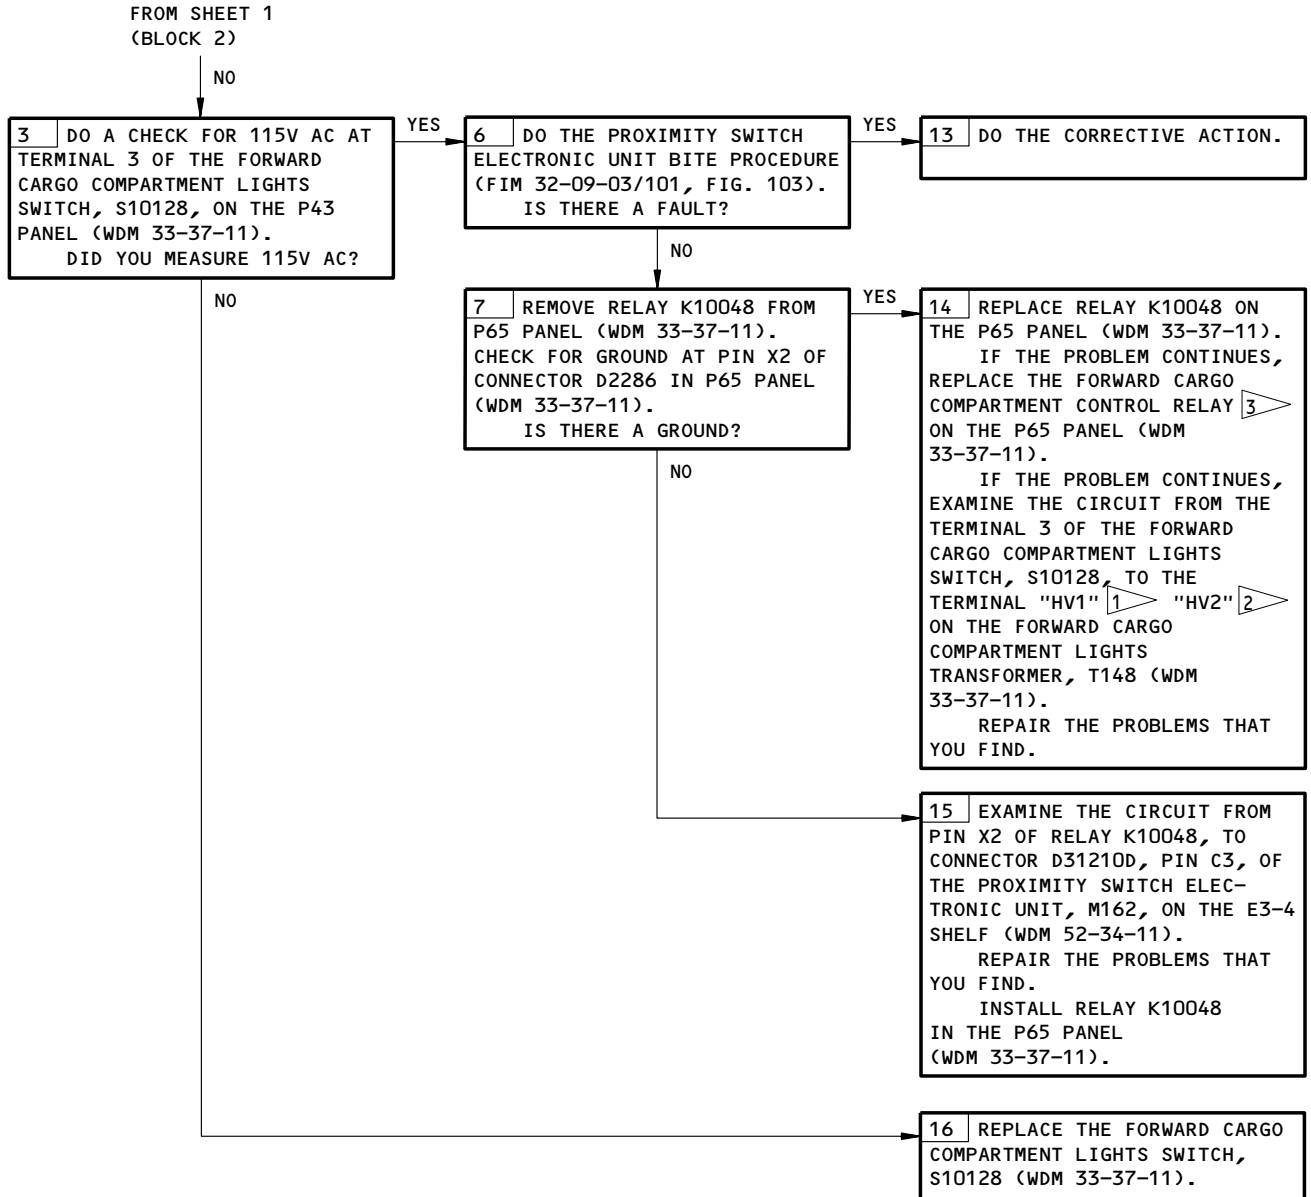 FROM SHEET 1
(BLOCK 2)
NO
3 DO A CHECK FOR 115V AC AT
TERMINAL 3 OF THE FORWARD
CARGO COMPARTMENT LIGHTS
SWITCH, S10128, ON THE P43
PANEL (WDM 33-37-11).
DID YOU MEASURE 115V AC?
YES
NO
6 DO THE PROXIMITY SWITCH
ELECTRONIC UNIT BITE PROCEDURE
(FIM 32-09-03/101, FIG. 103).
IS THERE A FAULT?
YES
NO
13 DO THE CORRECTIVE ACTION.
7 REMOVE RELAY K10048 FROM
P65 PANEL (WDM 33-37-11).
CHECK FOR GROUND AT PIN X2 OF
CONNECTOR D2286 IN P65 PANEL
(WDM 33-37-11).
IS THERE A GROUND?
YES
NO
14 REPLACE RELAY K10048 ON
THE P65 PANEL (WDM 33-37-11).
IF THE PROBLEM CONTINUES,
REPLACE THE FORWARD CARGO
COMPARTMENT CONTROL RELAY 3
ON THE P65 PANEL (WDM
33-37-11).
IF THE PROBLEM CONTINUES,
EXAMINE THE CIRCUIT FROM THE
TERMINAL 3 OF THE FORWARD
CARGO COMPARTMENT LIGHTS
SWITCH, S10128, TO THE
TERMINAL "HV1" 1 "HV2" 2
ON THE FORWARD CARGO
COMPARTMENT LIGHTS
TRANSFORMER, T148 (WDM
33-37-11).
REPAIR THE PROBLEMS THAT
YOU FIND.
15 EXAMINE THE CIRCUIT FROM
PIN X2 OF RELAY K10048, TO
CONNECTOR D31210D, PIN C3, OF
THE PROXIMITY SWITCH ELEC-
TRONIC UNIT, M162, ON THE E3-4
SHELF (WDM 52-34-11).
REPAIR THE PROBLEMS THAT
YOU FIND.
INSTALL RELAY K10048
IN THE P65 PANEL
(WDM 33-37-11).
16 REPLACE THE FORWARD CARGO
COMPARTMENT LIGHTS SWITCH,
S10128 (WDM 33-37-11).